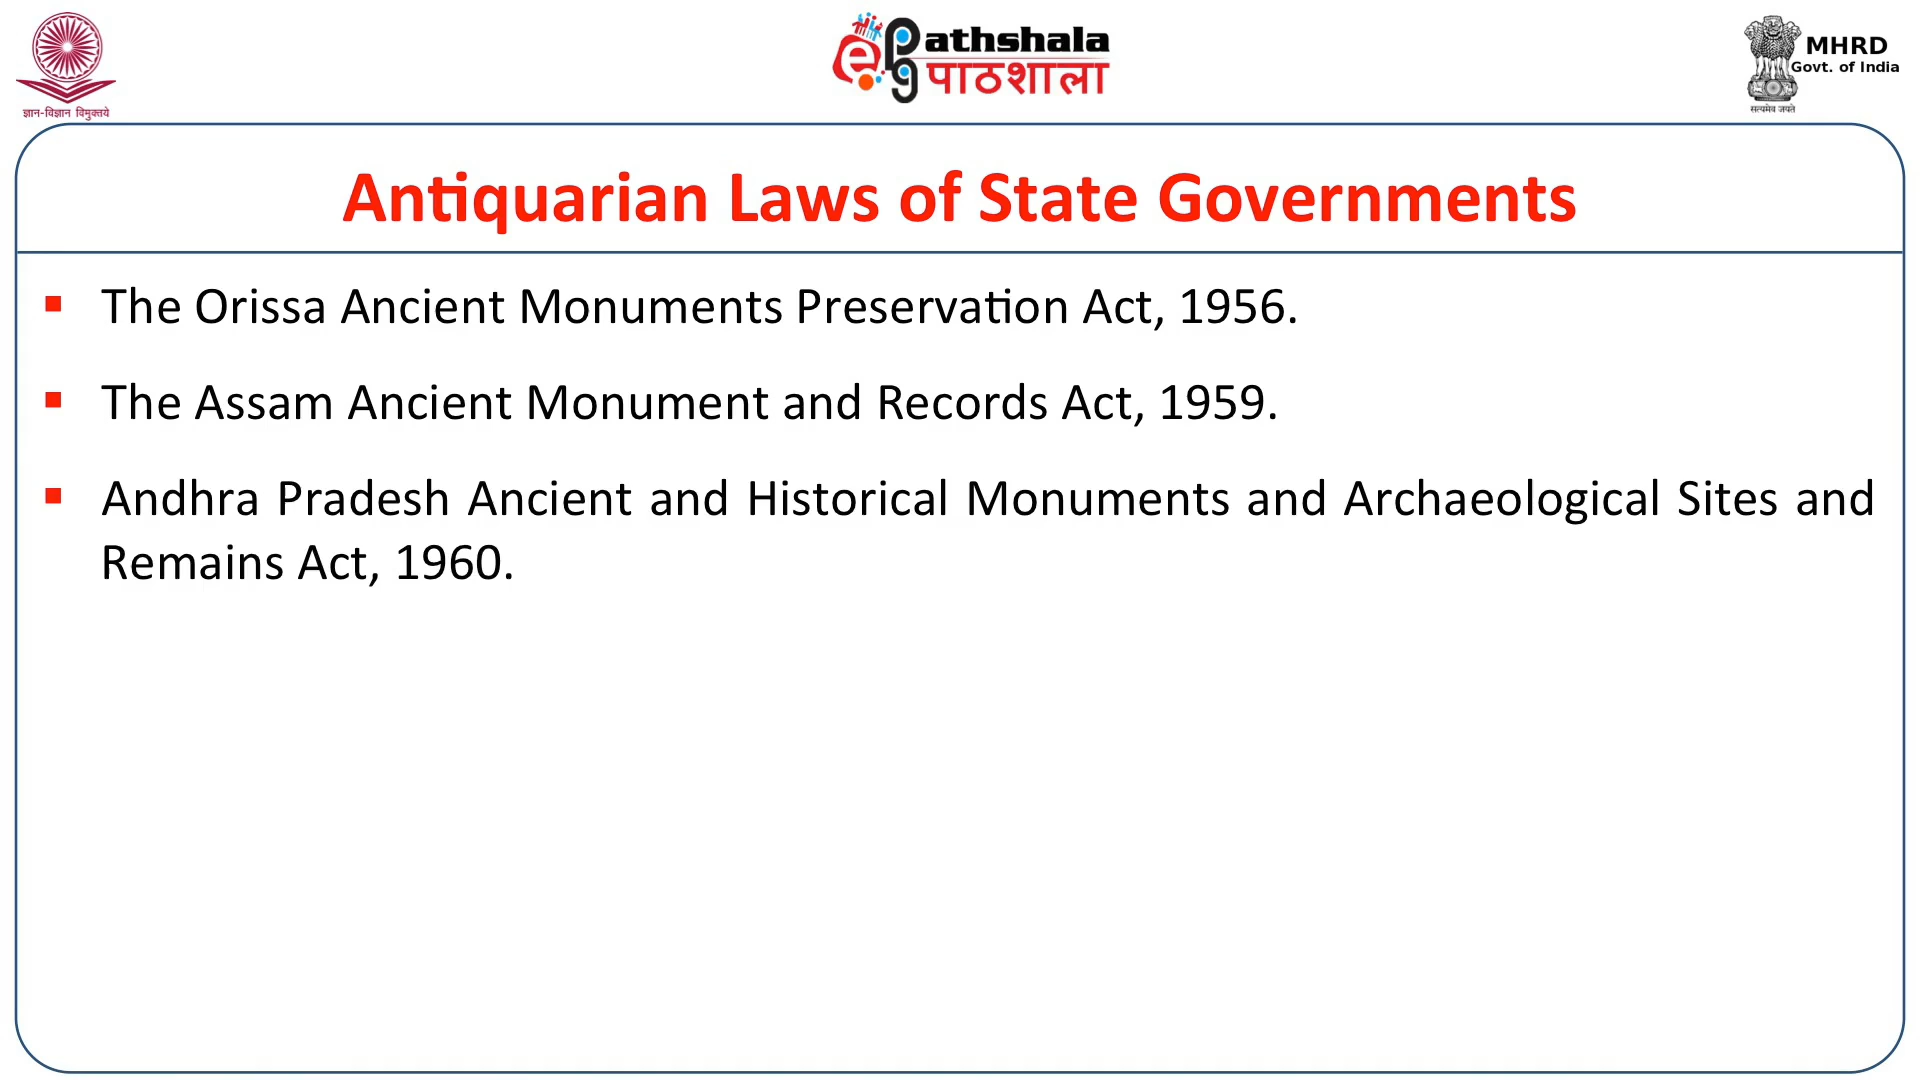 ज्ञान-विज्ञान विमुक्तये
ePathshala
पाठशाला
MHRD
Govt. of India
सत्यमेव जयते
Antiquarian Laws of State Governments
The Orissa Ancient Monuments Preservation Act, 1956.
The Assam Ancient Monument and Records Act, 1959.
Andhra Pradesh Ancient and Historical Monuments and Archaeological Sites and
Remains Act, 1960.